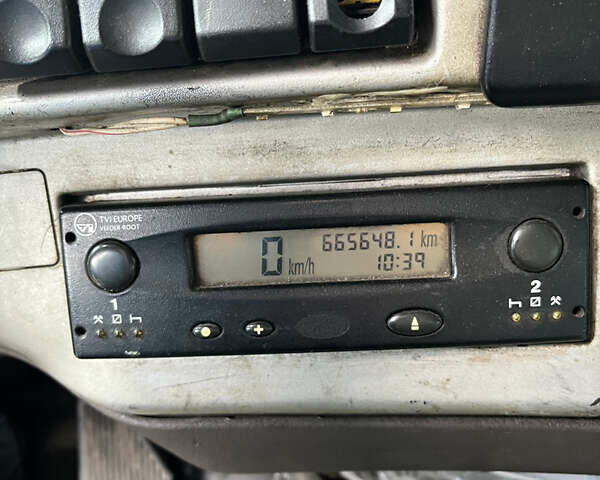 TVI EUROPE
VEEDER ROOT
665648.1 km
0 km/h
10:39
1
2